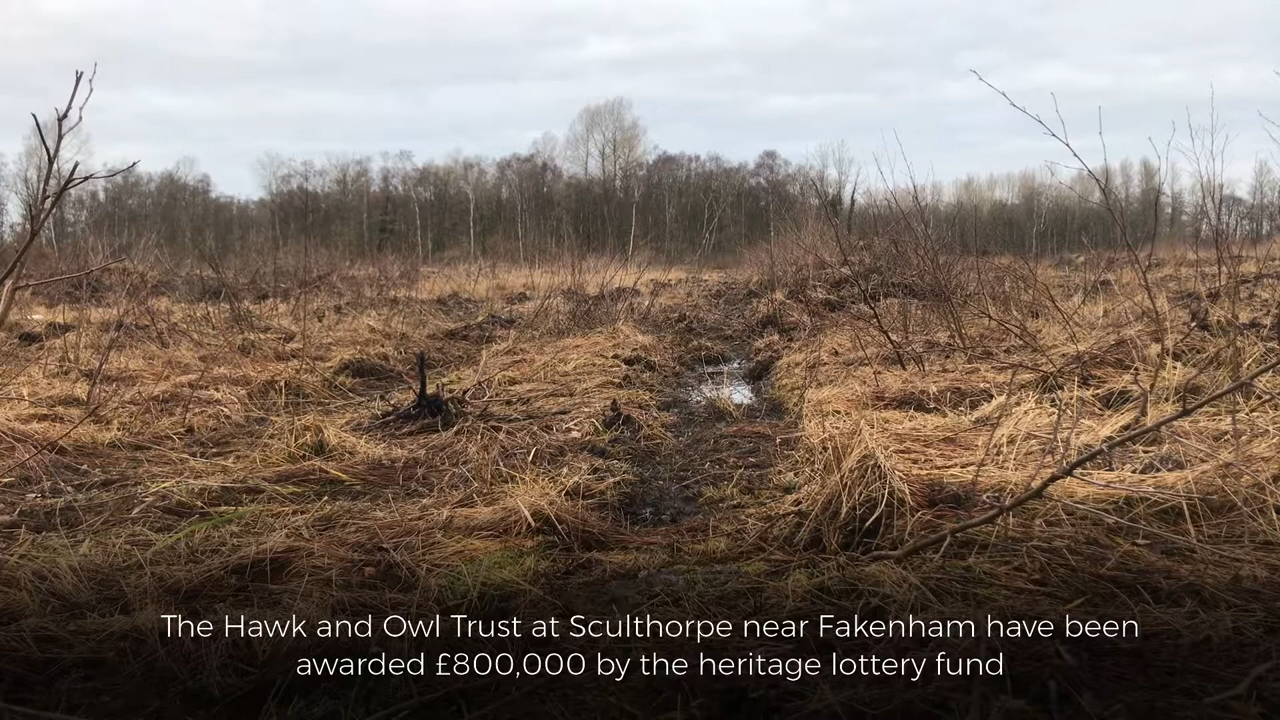 The Hawk and Owl Trust at Sculthorpe near Fakenham have been
awarded £800,000 by the heritage lottery fund